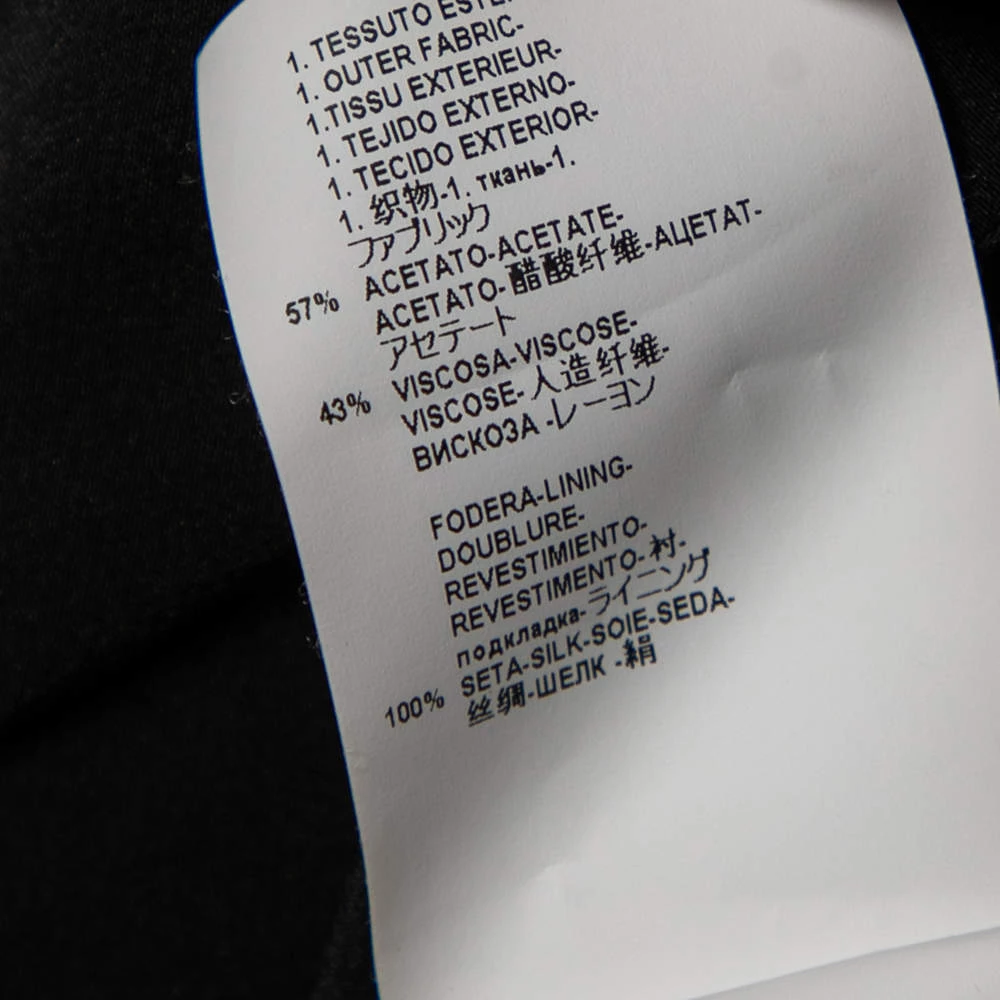 1. TESSUTO
1. OUTER FABRIC-
1.TISSU EXTERIEUR-
1. TEJIDO EXTERNO-
1. TECIDO EXTERIOR-
1. 织物-1. ткань-1.
ファブリック
57% ACETATO-ACETATE-
ACETATO-醋酸纤维-АЦЕТАТ-
アセテート
43% VISCOSA-VISCOSE-
VISCOSE-人造纤维-
ВИСКОЗА -レーヨン
FODERA-LINING-
DOUBLURE-
REVESTIMIENTO-
REVESTIMENTO-衬-
подкладка-ライニング
100% SETA-SILK-SOIE-SEDA-
丝绸-ШЕЛК -絹